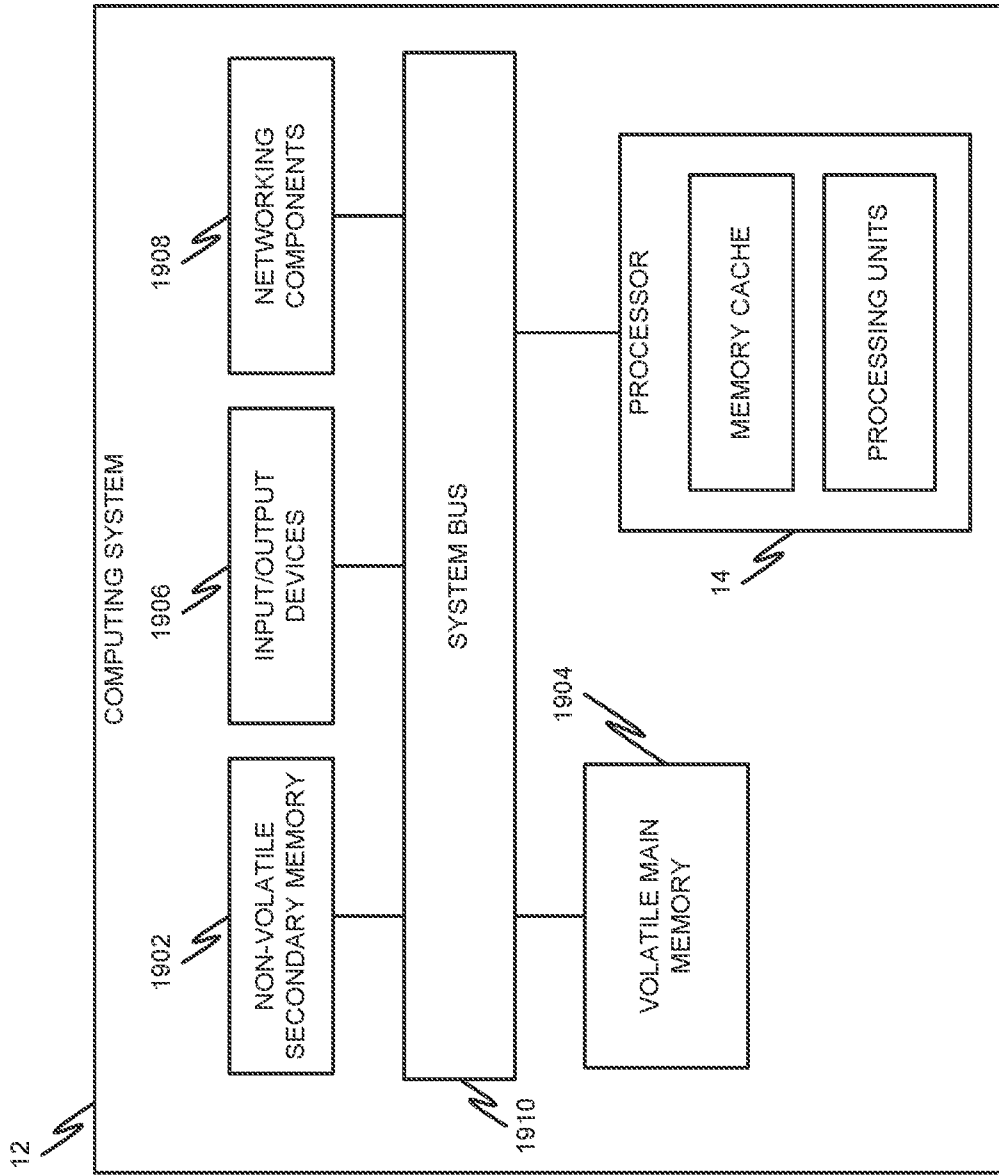 12
COMPUTING SYSTEM
1902
1906
1908
NON-VOLATILE
SECONDARY MEMORY
INPUT/OUTPUT
DEVICES
NETWORKING
COMPONENTS
SYSTEM BUS
1910
1904
VOLATILE MAIN
MEMORY
14
PROCESSOR
MEMORY CACHE
PROCESSING UNITS